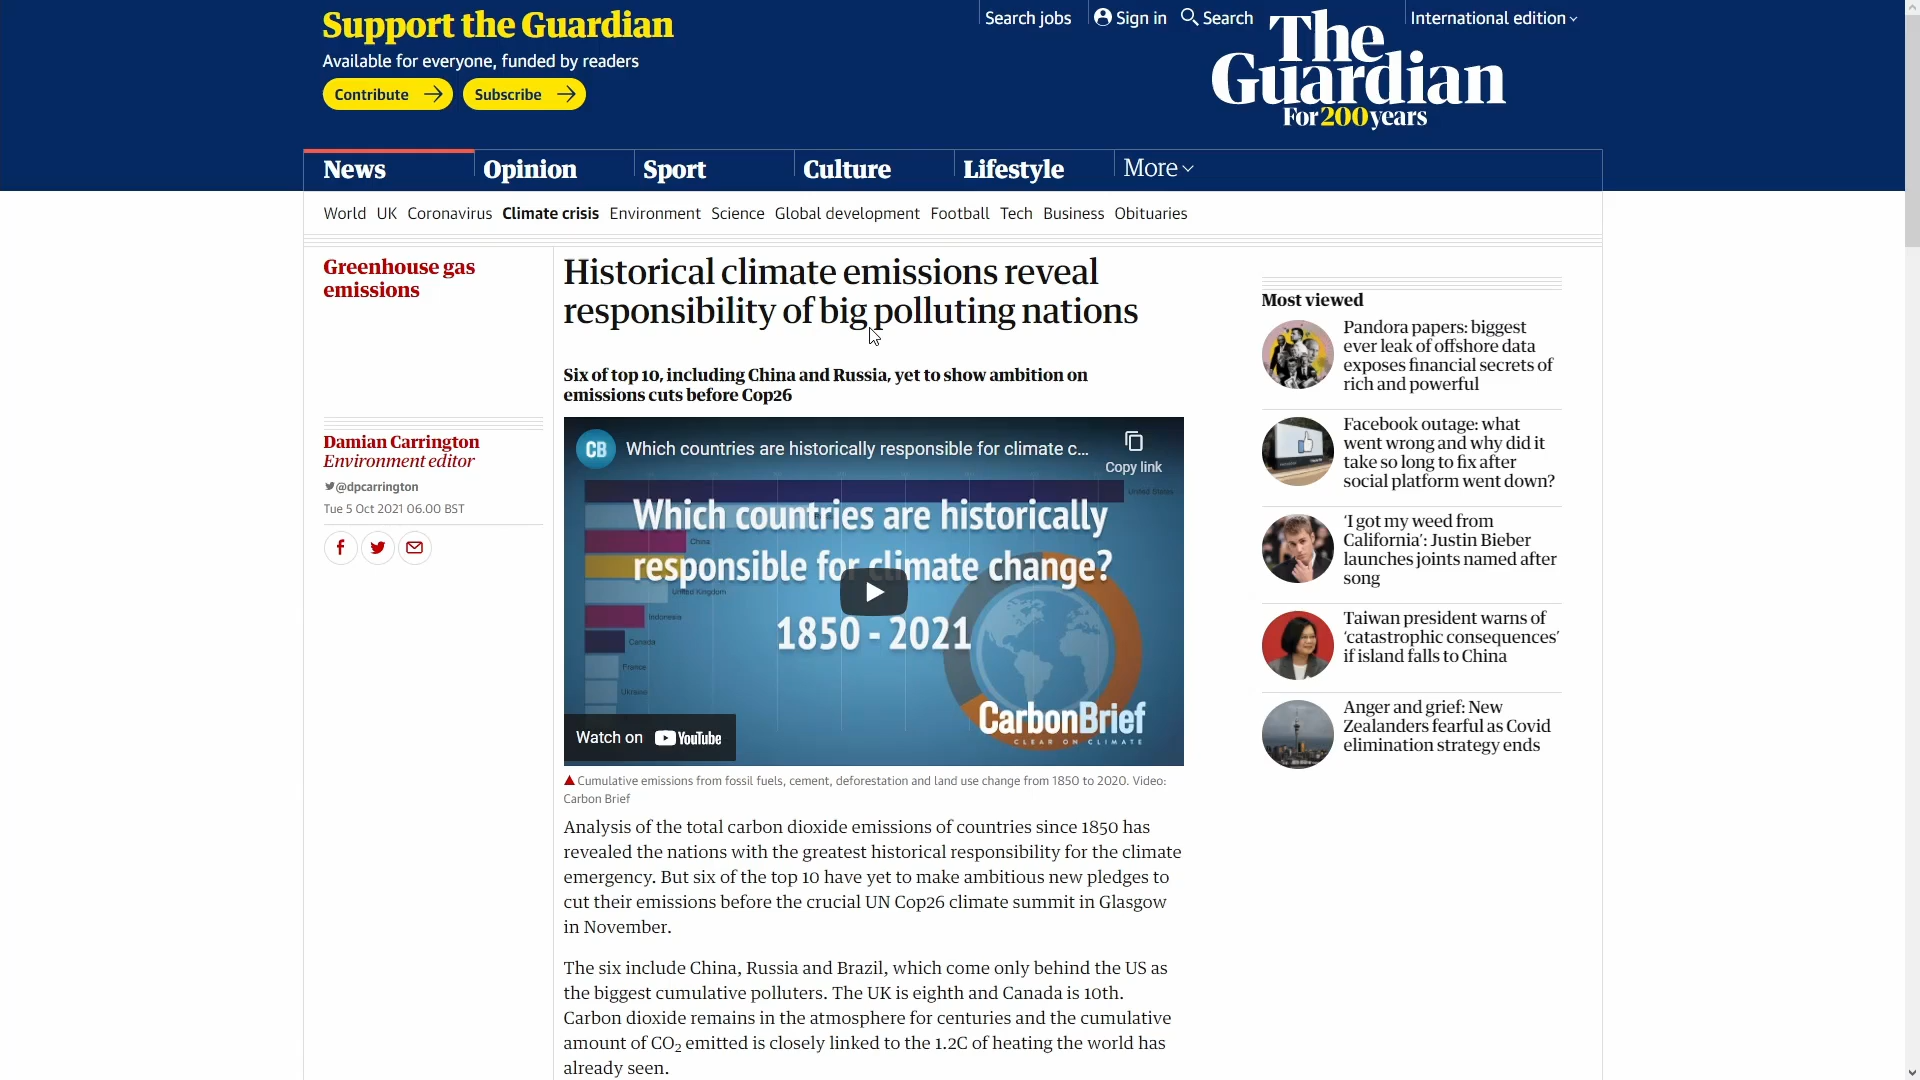 Support the Guardian
Available for everyone, funded by readers
Contribute
Subscribe
Search jobs
Sign in
Search
International edition
The
Guardian
For 200 years
News
Opinion
Sport
Culture
Lifestyle
More
World UK Coronavirus Climate crisis Environment Science Global development Football Tech Business Obituaries
Greenhouse gas
emissions
Historical climate emissions reveal
responsibility of big polluting nations
Six of top 10, including China and Russia, yet to show ambition on
emissions cuts before Cop26
Damian Carrington
Environment editor
@dpcarrington
Tue 5 Oct 2021 06.00 BST
CB
Which countries are historically responsible for climate c...
Copy link
United States
Which countries are historically
China
responsible for climate change?
United Kingdom
Indonesia
1850 - 2021
Canada
France
Ukraine
CarbonBrief
CLEAR ON CLIMATE
Watch on YouTube
Cumulative emissions from fossil fuels, cement, deforestation and land use change from 1850 to 2020. Video:
Carbon Brief
Analysis of the total carbon dioxide emissions of countries since 1850 has
revealed the nations with the greatest historical responsibility for the climate
emergency. But six of the top 10 have yet to make ambitious new pledges to
cut their emissions before the crucial UN Cop26 climate summit in Glasgow
in November.
The six include China, Russia and Brazil, which come only behind the US as
the biggest cumulative polluters. The UK is eighth and Canada is 10th.
Carbon dioxide remains in the atmosphere for centuries and the cumulative
amount of CO₂ emitted is closely linked to the 1.2C of heating the world has
already seen.
Most viewed
Pandora papers: biggest
ever leak of offshore data
exposes financial secrets of
rich and powerful
Facebook outage: what
went wrong and why did it
take so long to fix after
social platform went down?
‘I got my weed from
California’: Justin Bieber
launches joints named after
song
Taiwan president warns of
‘catastrophic consequences’
if island falls to China
Anger and grief: New
Zealanders fearful as Covid
elimination strategy ends